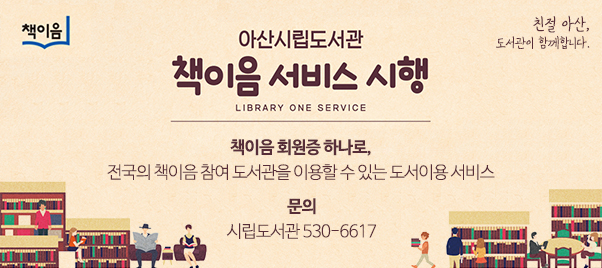 책이음
친절 아산,
도서관이 함께합니다.
아산시립도서관
책이음 서비스 시행
LIBRARY ONE SERVICE
책이음 회원증 하나로,
전국의 책이음 참여 도서관을 이용할 수 있는 도서이용 서비스
문의
시립도서관 530-6617